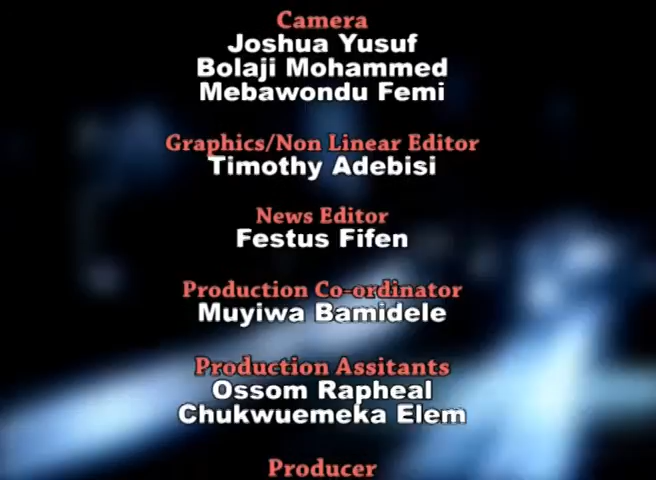 Camera
Joshua Yusuf
Bolaji Mohammed
Mebawondu Femi
Graphics/Non Linear Editor
Timothy Adebisi
News Editor
Festus Fifen
Production Co-ordinator
Muyiwa Bamidele
Production Assitants
Ossom Rapheal
Chukwuemeka Elem
Producer